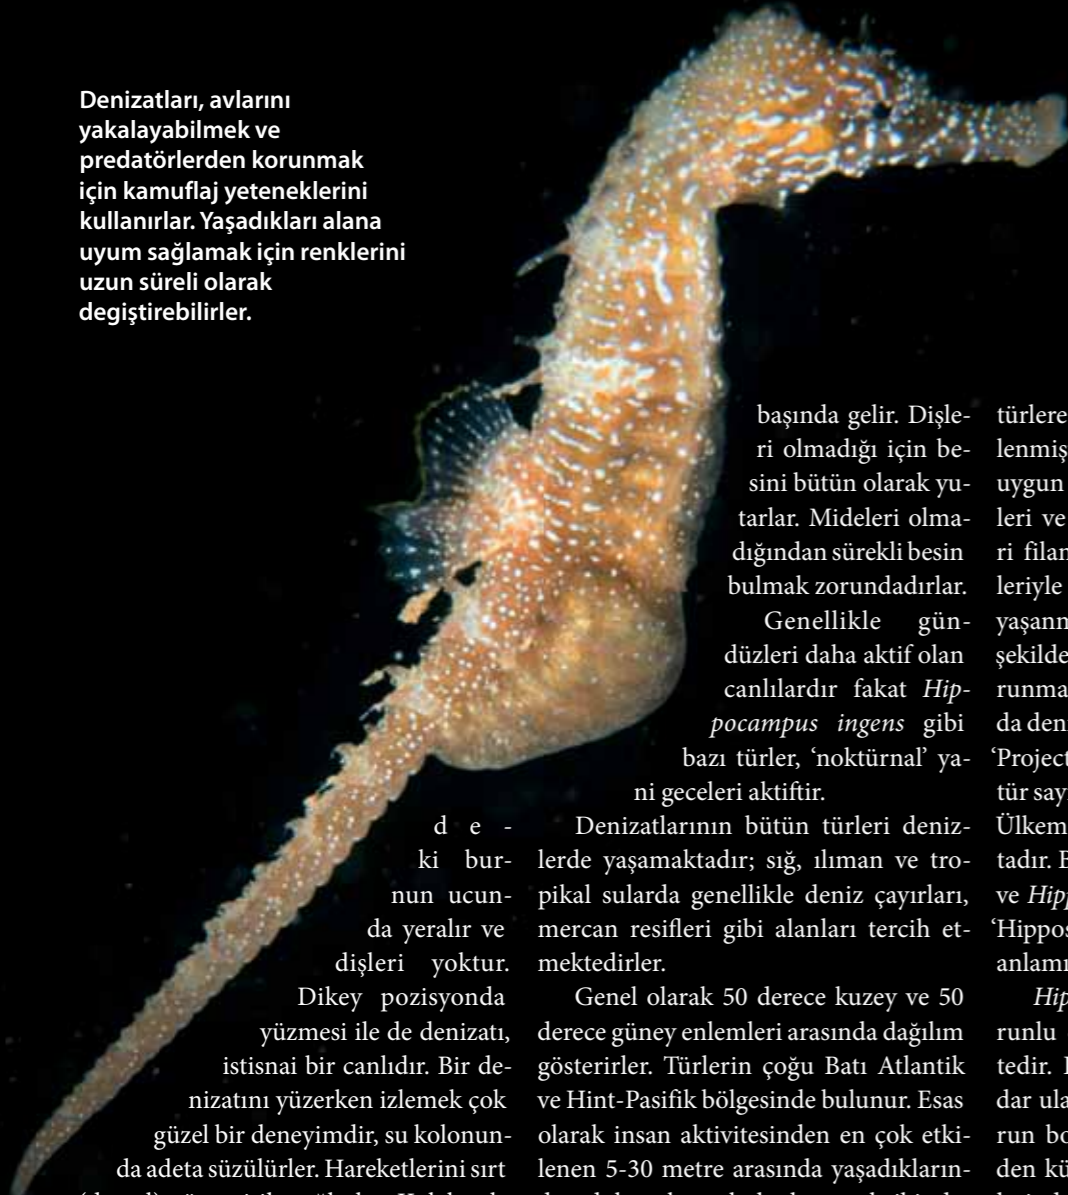 Denizatları, avlarını
yakalayabilmek ve
predatörlerden korunmak
için kamuflaj yeteneklerini
kullanırlar. Yaşadıkları alana
uyum sağlamak için renklerini
uzun süreli olarak
degiştirebilirler.
d e -
ki bur-
nun ucun-
da yeralır ve
dişleri yoktur.
Dikey pozisyonda
yüzmesi ile de denizatı,
istisnai bir canlıdır. Bir de-
nizatını yüzerken izlemek çok
güzel bir deneyimdir, su kolonun-
da adeta süzülürler. Hareketlerini sırt
başında gelir. Dişle-
ri olmadığı için be-
sini bütün olarak yu-
tarlar. Mideleri olma-
dığından sürekli besin
bulmak zorundadırlar.
Genellikle gün-
düzleri daha aktif olan
canlılardır fakat Hip-
pocampus ingens gibi
bazı türler, ‘noktürnal’ ya-
ni geceleri aktiftir.
Denizatlarının bütün türleri deniz-
lerde yaşamaktadır; sığ, ılıman ve tro-
pikal sularda genellikle deniz çayırları,
mercan resifleri gibi alanları tercih et-
mektedirler.
Genel olarak 50 derece kuzey ve 50
derece güney enlemleri arasında dağılım
gösterirler. Türlerin çoğu Batı Atlantik
ve Hint-Pasifik bölgesinde bulunur. Esas
olarak insan aktivitesinden en çok etki-
lenen 5-30 metre arasında yaşadıkların-
türlere
lenmiş
uygun
leri ve
ri filan
leriyle
yaşanm
şekilde
runma
da deni
‘Project
tür sayı
Ülkem
tadır. B
ve Hipp
‘Hippos
anlamı
Hip
runlu
tedir.
dar ula
run bo
den kü